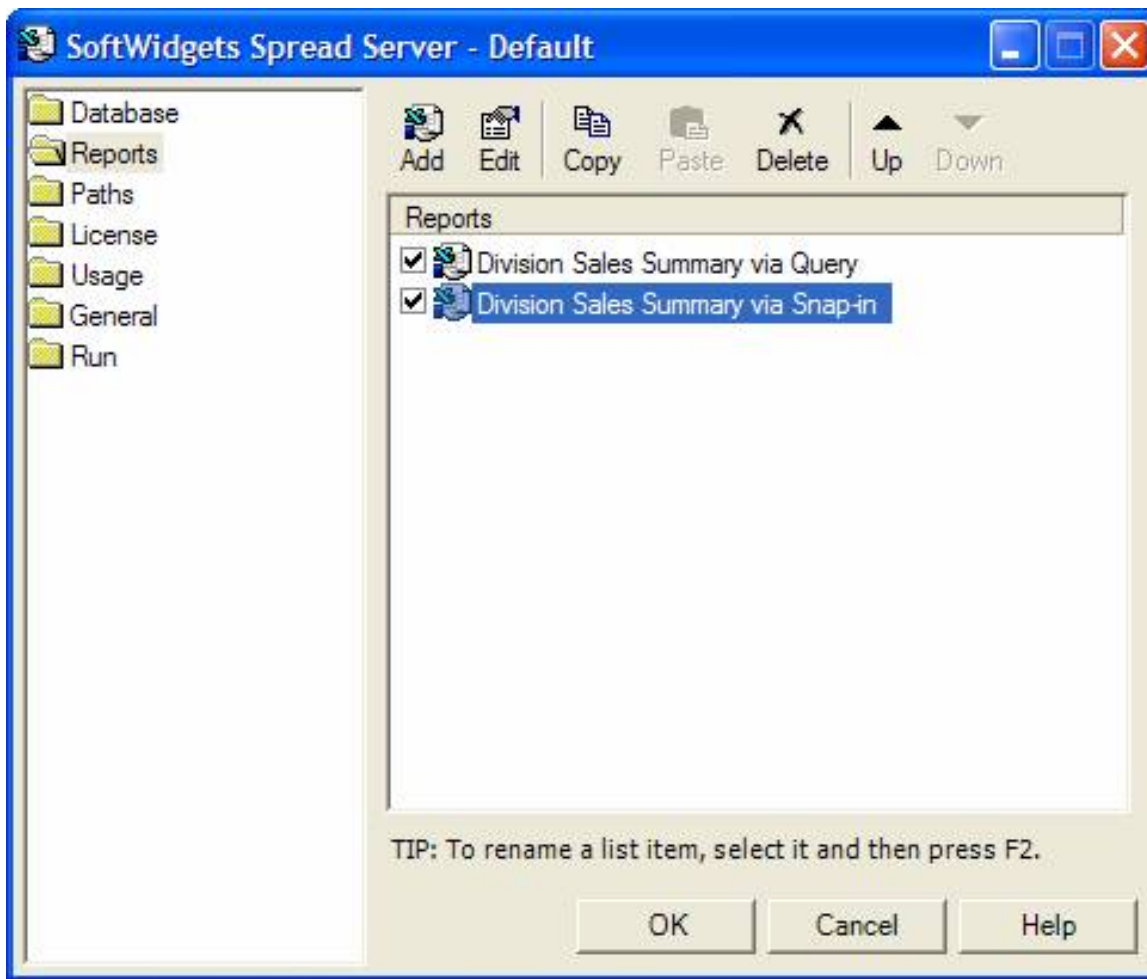 SoftWidgets Spread Server - Default
Database
Reports
Paths
License
Usage
General
Run
Add Edit Copy Paste Delete Up Down
Reports
Division Sales Summary via Query
Division Sales Summary via Snap-in
TIP: To rename a list item, select it and then press F2.
OK Cancel Help